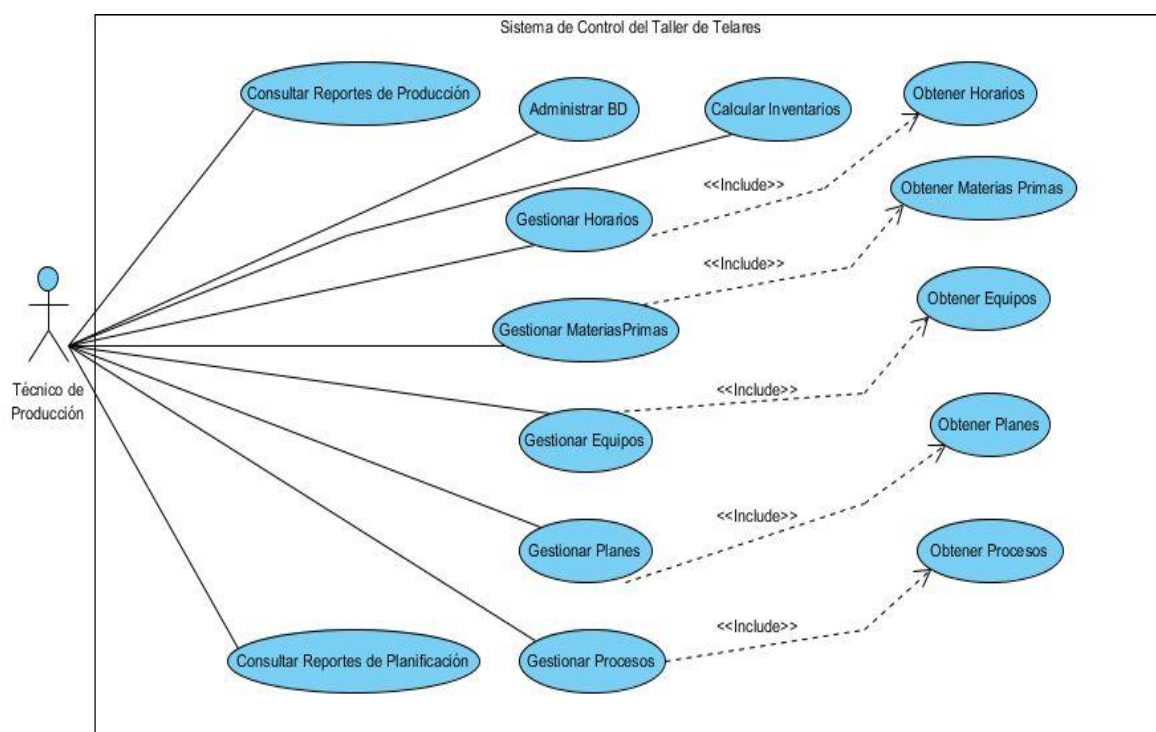 Sistema de Control del Taller de Telares
Consultar Reportes de Producción
Administrar BD
Calcular Inventarios
Obtener Horarios
<<Include>>
Obtener Materias Primas
Gestionar Horarios
<<Include>>
Obtener Equipos
Gestionar MateriasPrimas
Técnico de
Producción
<<Include>>
Gestionar Equipos
Obtener Planes
<<Include>>
Gestionar Planes
Obtener Procesos
<<Include>>
Consultar Reportes de Planificación
Gestionar Procesos